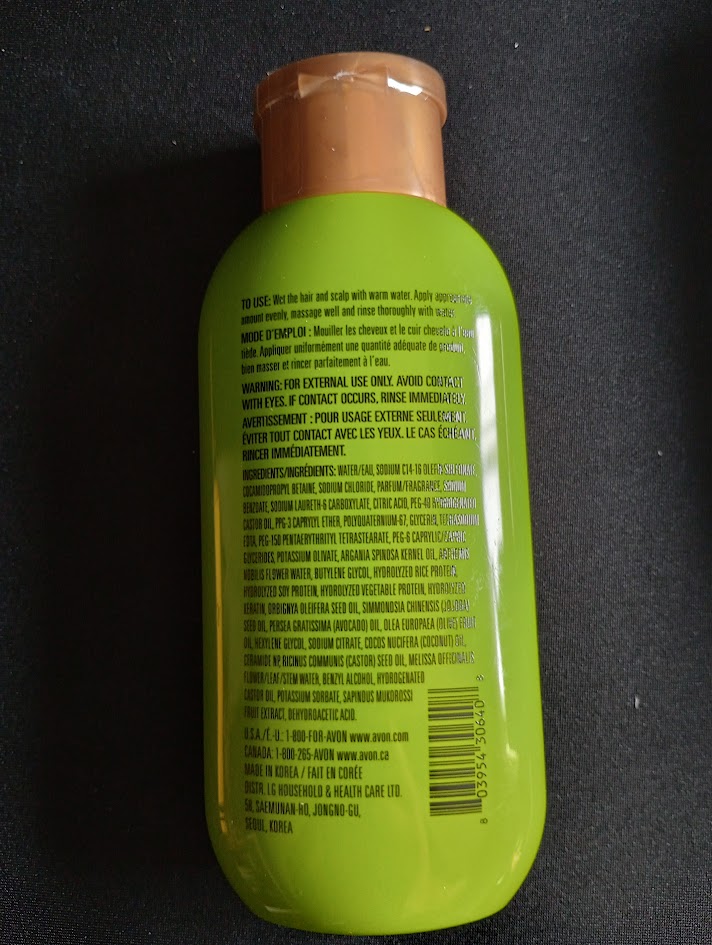 TO USE: Wet the hair and scalp with warm water. Apply appropriate
amount evenly, massage well and rinse thoroughly with water.
MODE D'EMPLOI : Mouiller les cheveux et le cuir chevelu à l'eau
tiède. Appliquer uniformément une quantité adéquate de produit,
bien masser et rincer parfaitement à l'eau.
WARNING: FOR EXTERNAL USE ONLY. AVOID CONTACT
WITH EYES. IF CONTACT OCCURS, RINSE IMMEDIATELY.
AVERTISSEMENT : POUR USAGE EXTERNE SEULEMENT.
ÉVITER TOUT CONTACT AVEC LES YEUX. LE CAS ÉCHÉANT,
RINCER IMMÉDIATEMENT.
INGREDIENTS/INGRÉDIENTS: WATER/EAU, SODIUM C14-16 OLEFIN SULFONATE,
COCAMIDOPROPYL BETAINE, SODIUM CHLORIDE, PARFUM/FRAGRANCE, SODIUM
BENZOATE, SODIUM LAURETH-6 CARBOXYLATE, CITRIC ACID, PEG-40 HYDROGENATED
CASTOR OIL, PPG-3 CAPRYLYL ETHER, POLYQUATERNIUM-67, GLYCERIN, TETRASODIUM
EDTA, PEG-150 PENTAERYTHRITYL TETRASTEARATE, PEG-6 CAPRYLIC/CAPRIC
GLYCERIDES, POTASSIUM OLIVATE, ARGANIA SPINOSA KERNEL OIL, ANTHEMIS
NOBILIS FLOWER WATER, BUTYLENE GLYCOL, HYDROLYZED RICE PROTEIN,
HYDROLYZED SOY PROTEIN, HYDROLYZED VEGETABLE PROTEIN, HYDROLYZED
KERATIN, ORBIGNYA OLEIFERA SEED OIL, SIMMONDSIA CHINENSIS (JOJOBA)
SEED OIL, PERSEA GRATISSIMA (AVOCADO) OIL, OLEA EUROPAEA (OLIVE) FRUIT
OIL, HEXYLENE GLYCOL, SODIUM CITRATE, COCOS NUCIFERA (COCONUT) OIL,
CERAMIDE NP, RICINUS COMMUNIS (CASTOR) SEED OIL, MELISSA OFFICINALIS
FLOWER/LEAF/STEM WATER, BENZYL ALCOHOL, HYDROGENATED
CASTOR OIL, POTASSIUM SORBATE, SAPINDUS MUKOROSSI
FRUIT EXTRACT, DEHYDROACETIC ACID.
U.S.A./É.-U.: 1-800-FOR-AVON www.avon.com
CANADA: 1-800-265-AVON www.avon.ca
MADE IN KOREA / FAIT EN CORÉE
DISTR. LG HOUSEHOLD & HEALTH CARE LTD.
58, SAEMUNAN-RO, JONGNO-GU,
SEOUL, KOREA
8 03954 30640 3